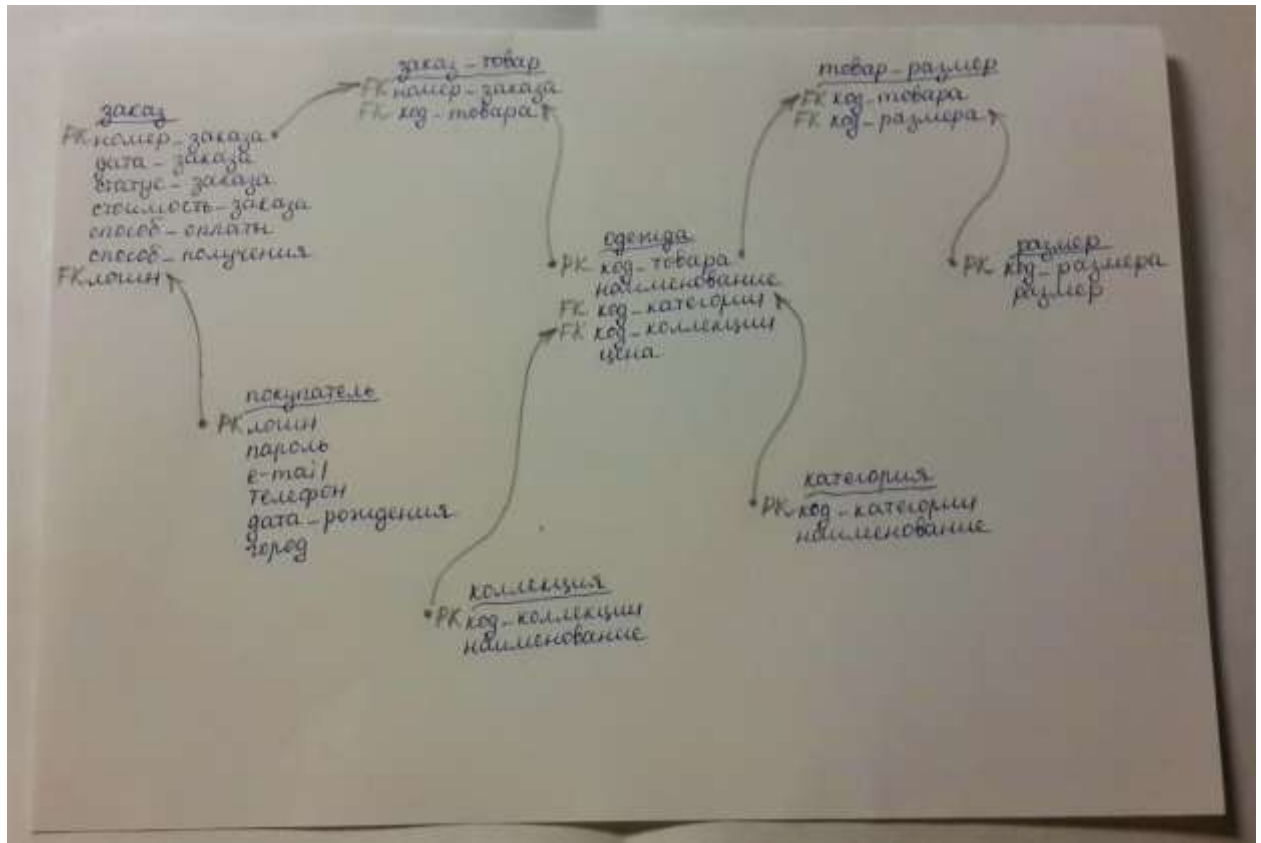 заказ
PK номер_заказа
дата_заказа
статус_заказа
стоимость_заказа
способ_оплаты
способ_получения
FK логин
заказ_товар
FK номер_заказа
FK код_товара
товар_размер
FK код_товара
FK код_размера
одежда
PK код_товара
наименование
FK код_категории
FK код_коллекции
цена
размер
PK код_размера
размер
покупатель
PK логин
пароль
e-mail
телефон
дата_рождения
город
категория
PK код_категории
наименование
коллекция
PK код_коллекции
наименование